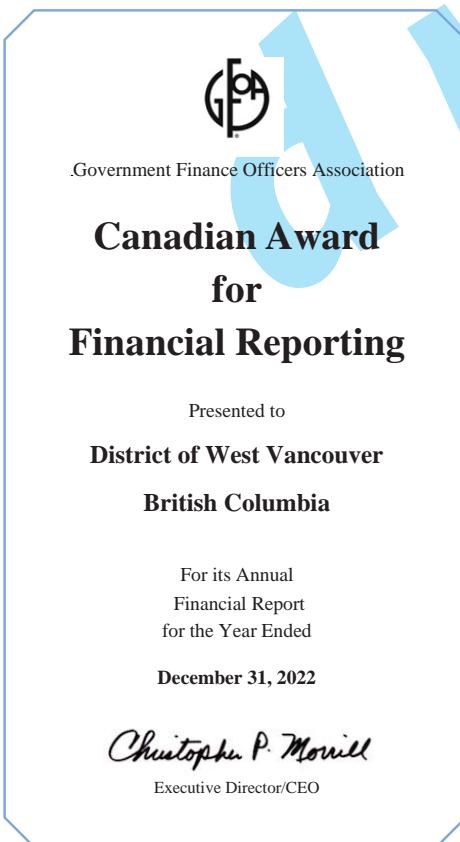 GFOA
.Government Finance Officers Association
Canadian Award
for
Financial Reporting
Presented to
District of West Vancouver
British Columbia
For its Annual
Financial Report
for the Year Ended
December 31, 2022
Christopher P. Morrill
Executive Director/CEO